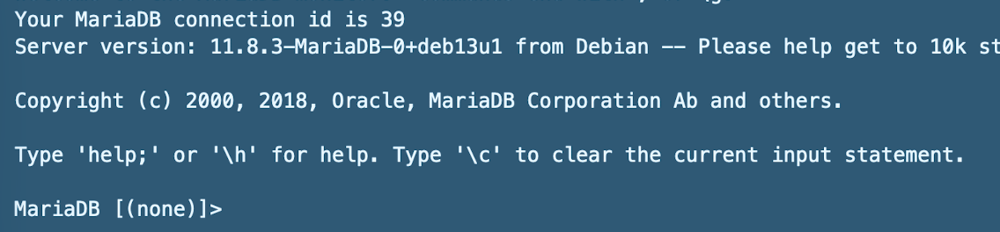 Your MariaDB connection id is 39
Server version: 11.8.3-MariaDB-0+deb13u1 from Debian -- Please help get to 10k
Copyright (c) 2000, 2018, Oracle, MariaDB Corporation Ab and others.
Type 'help;' or '\h' for help. Type '\c' to clear the current input statement.
MariaDB [(none)]>